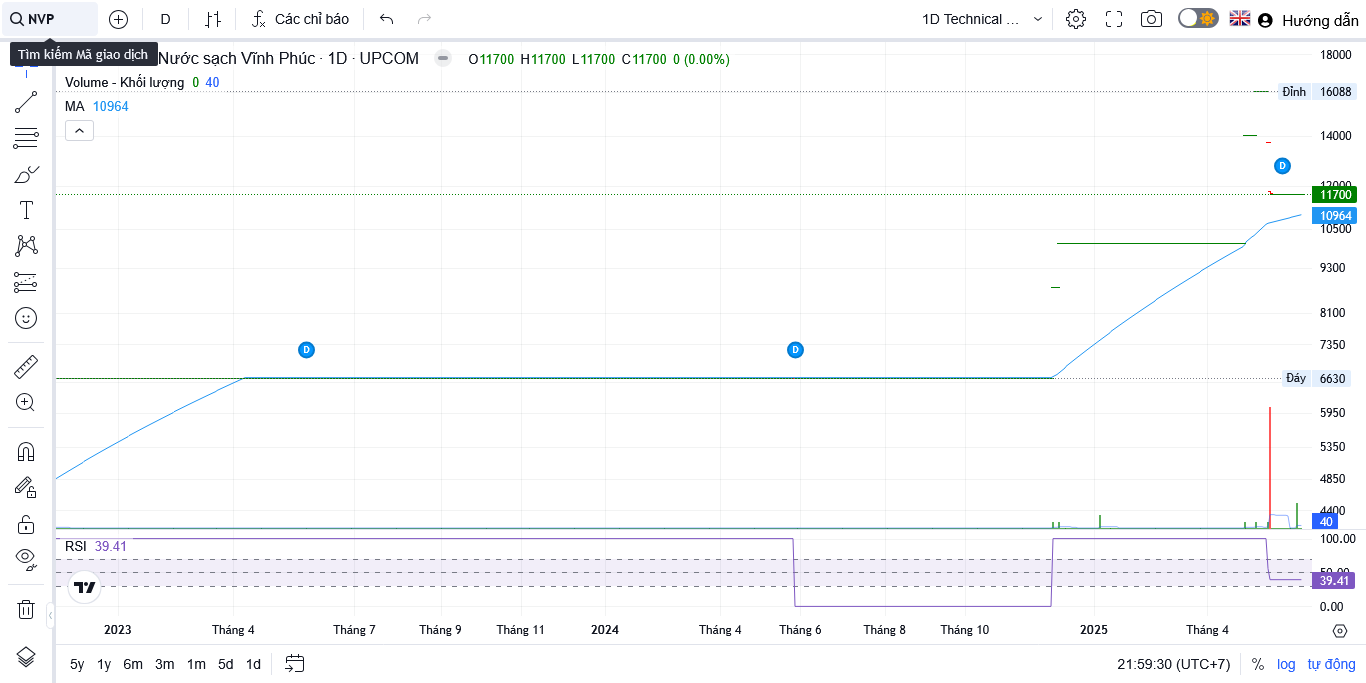 NVP
D
Các chỉ báo
1D Technical ...
Hướng dẫn
Tìm kiếm Mã giao dịch
Nước sạch Vĩnh Phúc · 1D · UPCOM
O11700 H11700 L11700 C11700 0 (0.00%)
Volume - Khối lượng 0 40
MA 10964
18000
Đỉnh 16088
14000
D
12000
11700
10964
10500
9300
8100
7350
D
D
Đáy 6630
5950
5350
4850
4400
40
RSI 39.41
100.00
50.00
39.41
0.00
2023 Tháng 4 Tháng 7 Tháng 9 Tháng 11 2024 Tháng 4 Tháng 6 Tháng 8 Tháng 10 2025 Tháng 4
5y 1y 6m 3m 1m 5d 1d
21:59:30 (UTC+7) % log tự động